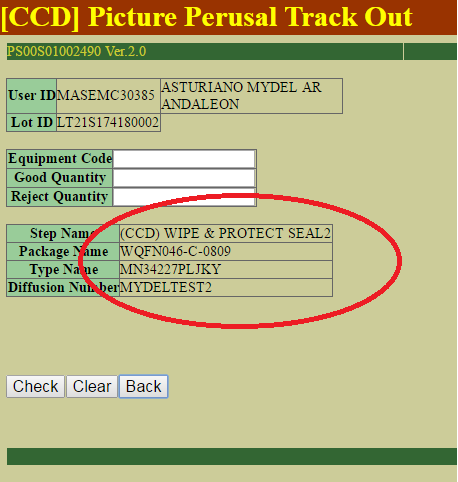 [CCD] Picture Perusal Track Out
PS00S01002490 Ver.2.0
User ID MASEMC30385 ASTURIANO MYDEL AR ANDALEON
Lot ID LT21S174180002
Equipment Code
Good Quantity
Reject Quantity
Step Name (CCD) WIPE & PROTECT SEAL2
Package Name WQFN046-C-0809
Type Name MN34227PLJKY
Diffusion Number MYDELTEST2
Check Clear Back